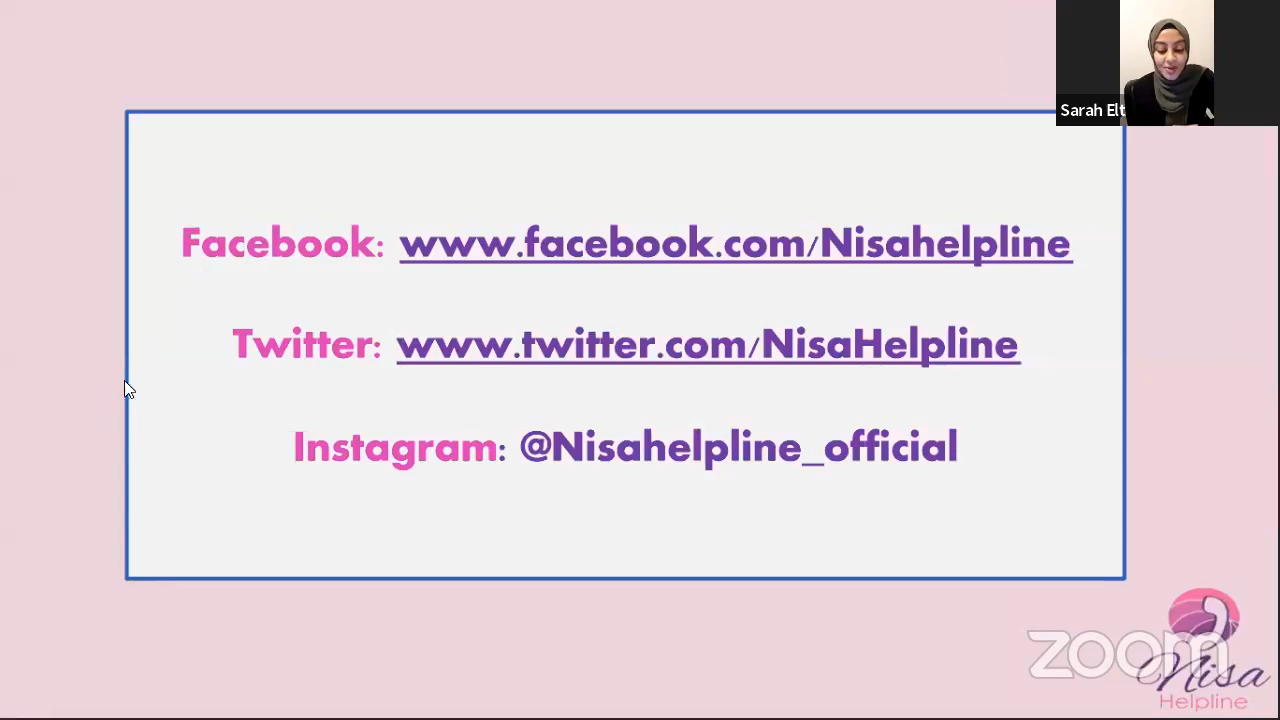 Sarah Elt
Facebook: www.facebook.com/Nisahelpline
Twitter: www.twitter.com/NisaHelpline
Instagram: @Nisahelpline_official
zoom
Nisa
Helpline